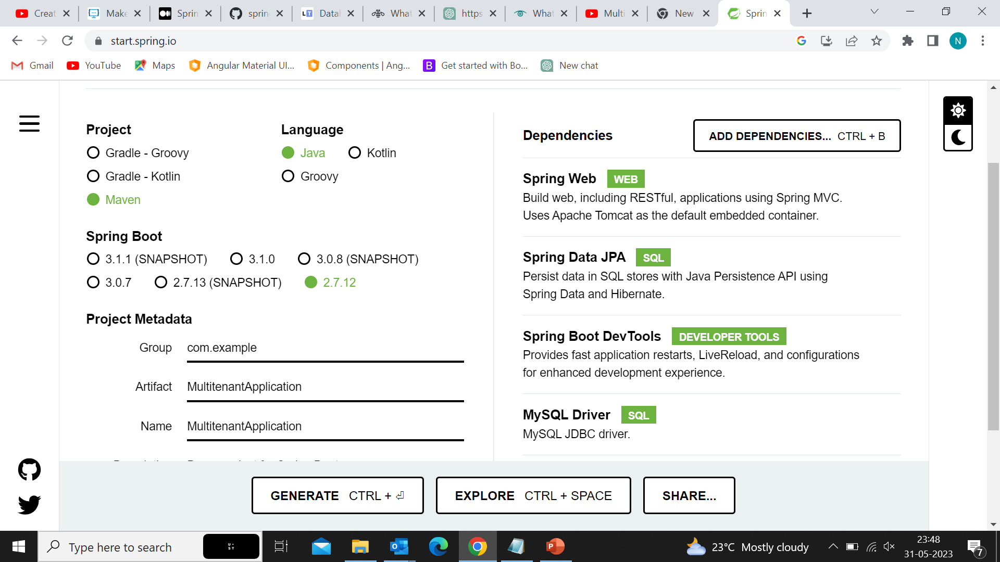 Creat
Make
Sprin
sprin
LT
Datal
What
https
What
Multi
New
Sprin
start.spring.io
N
Gmail
YouTube
Maps
Angular Material UI...
Components | Ang...
B
Get started with Bo...
New chat
Project
Language
Gradle - Groovy
Java
Kotlin
Gradle - Kotlin
Groovy
Maven
Spring Boot
3.1.1 (SNAPSHOT)
3.1.0
3.0.8 (SNAPSHOT)
3.0.7
2.7.13 (SNAPSHOT)
2.7.12
Project Metadata
Group
com.example
Artifact
MultitenantApplication
Name
MultitenantApplication
Dependencies
ADD DEPENDENCIES... CTRL + B
Spring Web WEB
Build web, including RESTful, applications using Spring MVC.
Uses Apache Tomcat as the default embedded container.
Spring Data JPA SQL
Persist data in SQL stores with Java Persistence API using
Spring Data and Hibernate.
Spring Boot DevTools DEVELOPER TOOLS
Provides fast application restarts, LiveReload, and configurations
for enhanced development experience.
MySQL Driver SQL
MySQL JDBC driver.
GENERATE CTRL + ⏎
EXPLORE CTRL + SPACE
SHARE...
Type here to search
23°C Mostly cloudy
23:48
31-05-2023
7